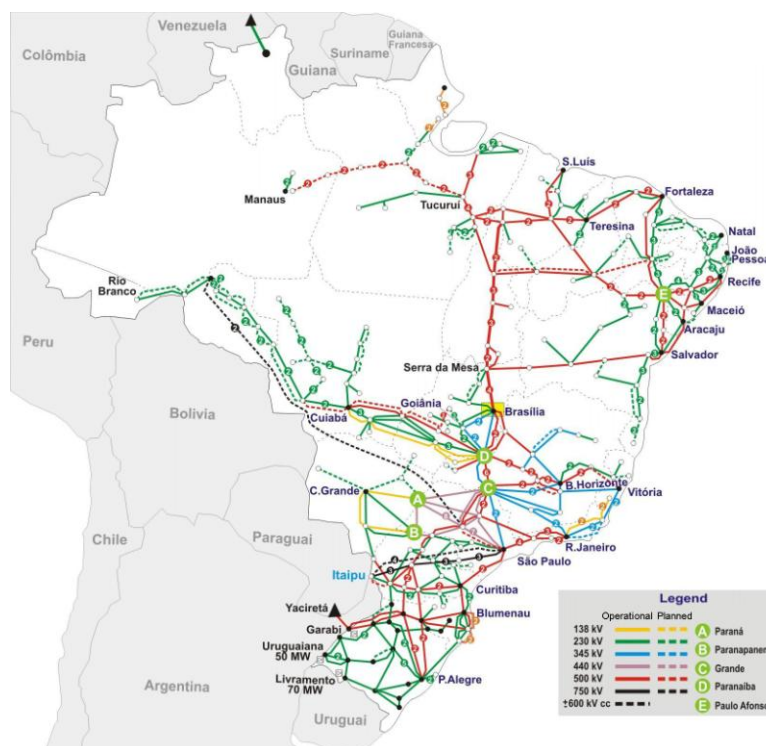 Venezuela
Guiana
Francesa
Suriname
Guiana
Colômbia
S.Luis
Manaus
Tucuruí
Fortaleza
Teresina
Natal
João
Pessoa
Recife
E
Maceió
Aracaju
Salvador
Rio
Branco
Peru
Serra da Mesa
Bolivia
Goiânia
Brasília
Cuiabá
D
C.Grande
A
C
B.Horizonte
Vitória
B
Paraguai
Chile
São Paulo
R.Janeiro
Itaipu
Curitiba
Yaciretá
Blumenau
Garabi
Uruguaiana
50 MW
Livramento
70 MW
P.Alegre
Argentina
Uruguai
Legend
Operational Planned
138 kV A Paraná
230 kV B Paranapanem
345 kV
440 kV C Grande
500 kV D Paranaíba
750 kV
±600 kV cc E Paulo Afonso